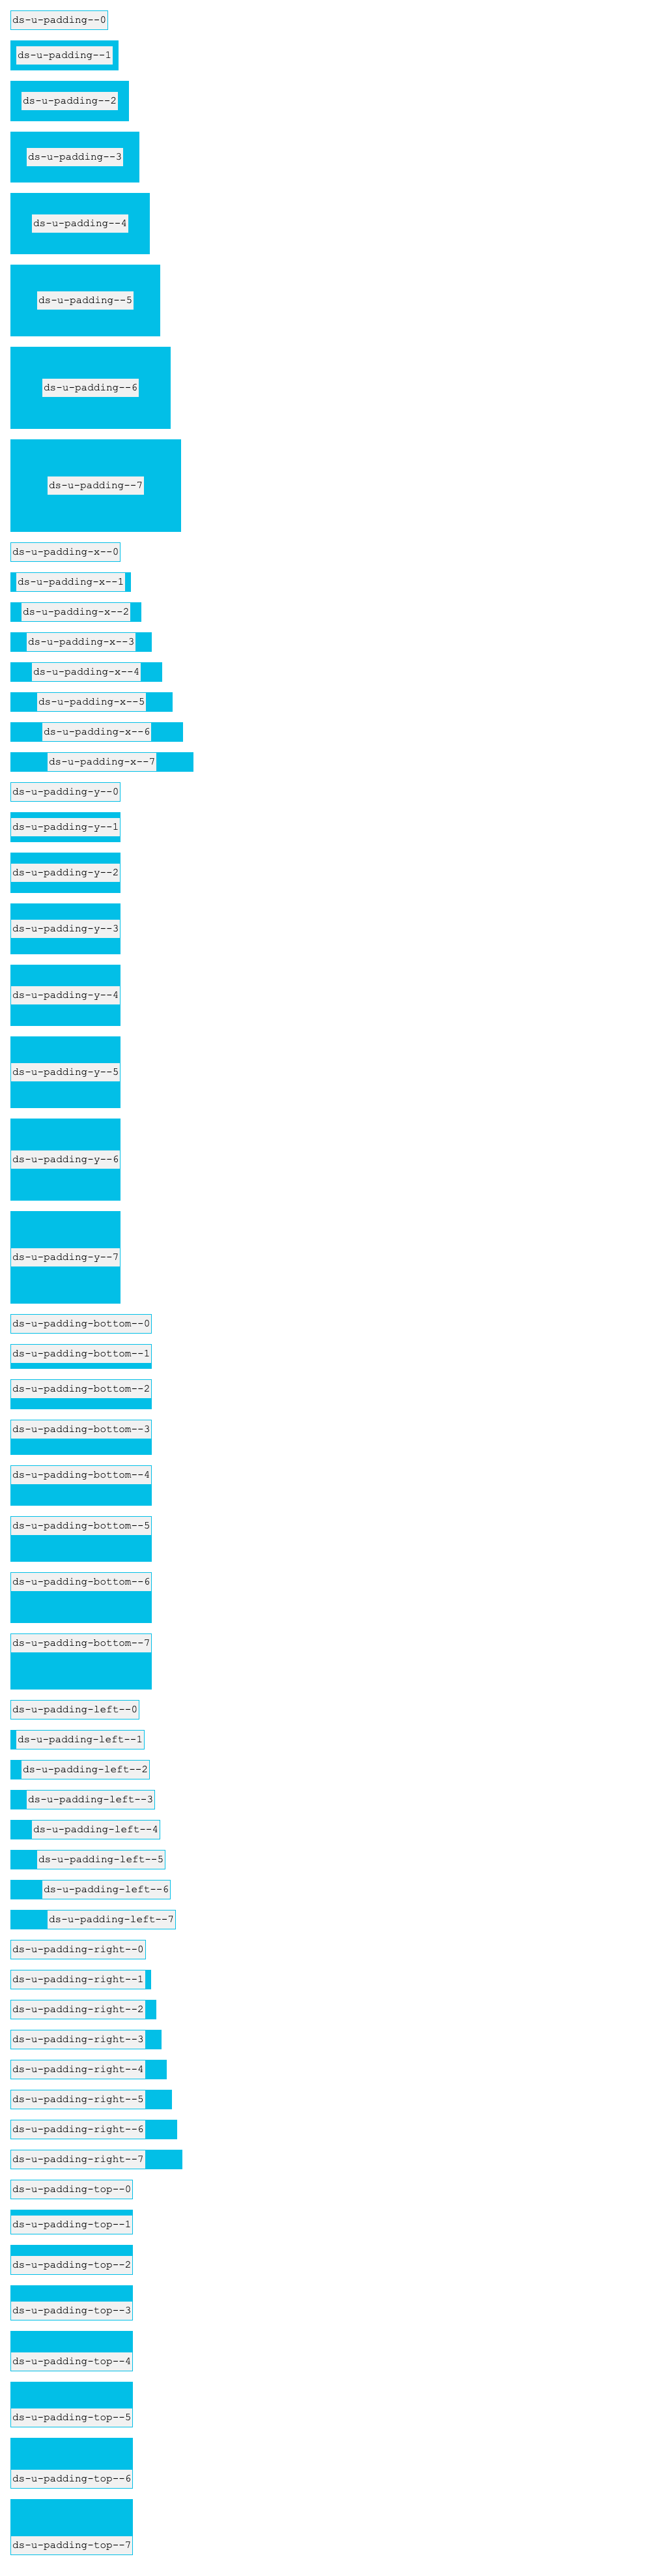 ds-u-padding--0
ds-u-padding--1
ds-u-padding--2
ds-u-padding--3
ds-u-padding--4
ds-u-padding--5
ds-u-padding--6
ds-u-padding--7
ds-u-padding-x--0
ds-u-padding-x--1
ds-u-padding-x--2
ds-u-padding-x--3
ds-u-padding-x--4
ds-u-padding-x--5
ds-u-padding-x--6
ds-u-padding-x--7
ds-u-padding-y--0
ds-u-padding-y--1
ds-u-padding-y--2
ds-u-padding-y--3
ds-u-padding-y--4
ds-u-padding-y--5
ds-u-padding-y--6
ds-u-padding-y--7
ds-u-padding-bottom--0
ds-u-padding-bottom--1
ds-u-padding-bottom--2
ds-u-padding-bottom--3
ds-u-padding-bottom--4
ds-u-padding-bottom--5
ds-u-padding-bottom--6
ds-u-padding-bottom--7
ds-u-padding-left--0
ds-u-padding-left--1
ds-u-padding-left--2
ds-u-padding-left--3
ds-u-padding-left--4
ds-u-padding-left--5
ds-u-padding-left--6
ds-u-padding-left--7
ds-u-padding-right--0
ds-u-padding-right--1
ds-u-padding-right--2
ds-u-padding-right--3
ds-u-padding-right--4
ds-u-padding-right--5
ds-u-padding-right--6
ds-u-padding-right--7
ds-u-padding-top--0
ds-u-padding-top--1
ds-u-padding-top--2
ds-u-padding-top--3
ds-u-padding-top--4
ds-u-padding-top--5
ds-u-padding-top--6
ds-u-padding-top--7